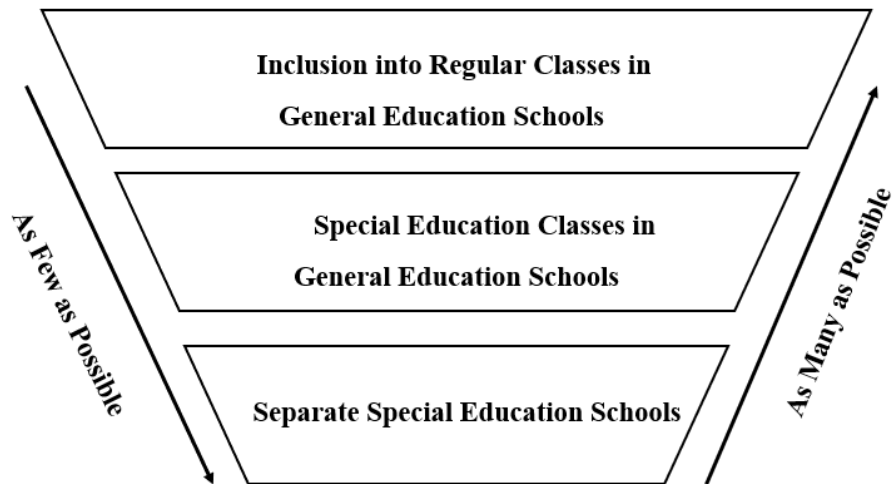 Inclusion into Regular Classes in
General Education Schools
Special Education Classes in
General Education Schools
Separate Special Education Schools
As Few as Possible
As Many as Possible